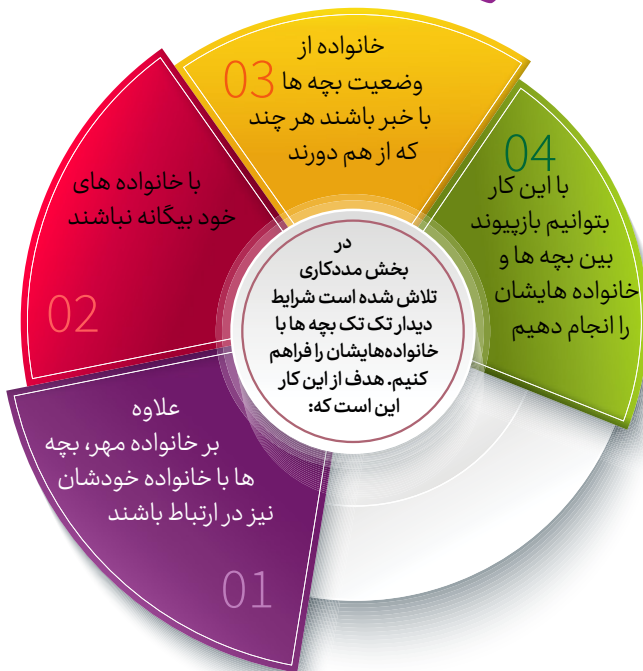 در
بخش مددکاری
تلاش شده است شرایط
دیدار تک تک بچه ها با
خانواده‌هایشان را فراهم
کنیم. هدف از این کار
این است که:
علاوه
بر خانواده مهر، بچه
ها با خانواده خودشان
نیز در ارتباط باشند
01
با خانواده های
خود بیگانه نباشند
02
خانواده از
وضعیت بچه ها
با خبر باشند هر چند
که از هم دورند
03
04
با این کار
بتوانیم بازپیوند
بین بچه ها و
خانواده هایشان
را انجام دهیم